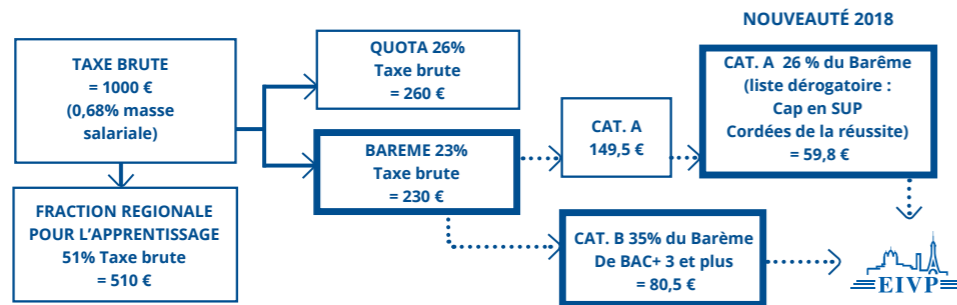 NOUVEAUTÉ 2018
TAXE BRUTE
= 1000 €
(0,68% masse
salariale)
QUOTA 26%
Taxe brute
= 260 €
CAT. A 26 % du Barême
(liste dérogatoire :
Cap en SUP
Cordées de la réussite)
= 59,8 €
CAT. A
149,5 €
BAREME 23%
Taxe brute
= 230 €
FRACTION REGIONALE
POUR L’APPRENTISSAGE
51% Taxe brute
= 510 €
CAT. B 35% du Barème
De BAC+ 3 et plus
= 80,5 €
EIVP